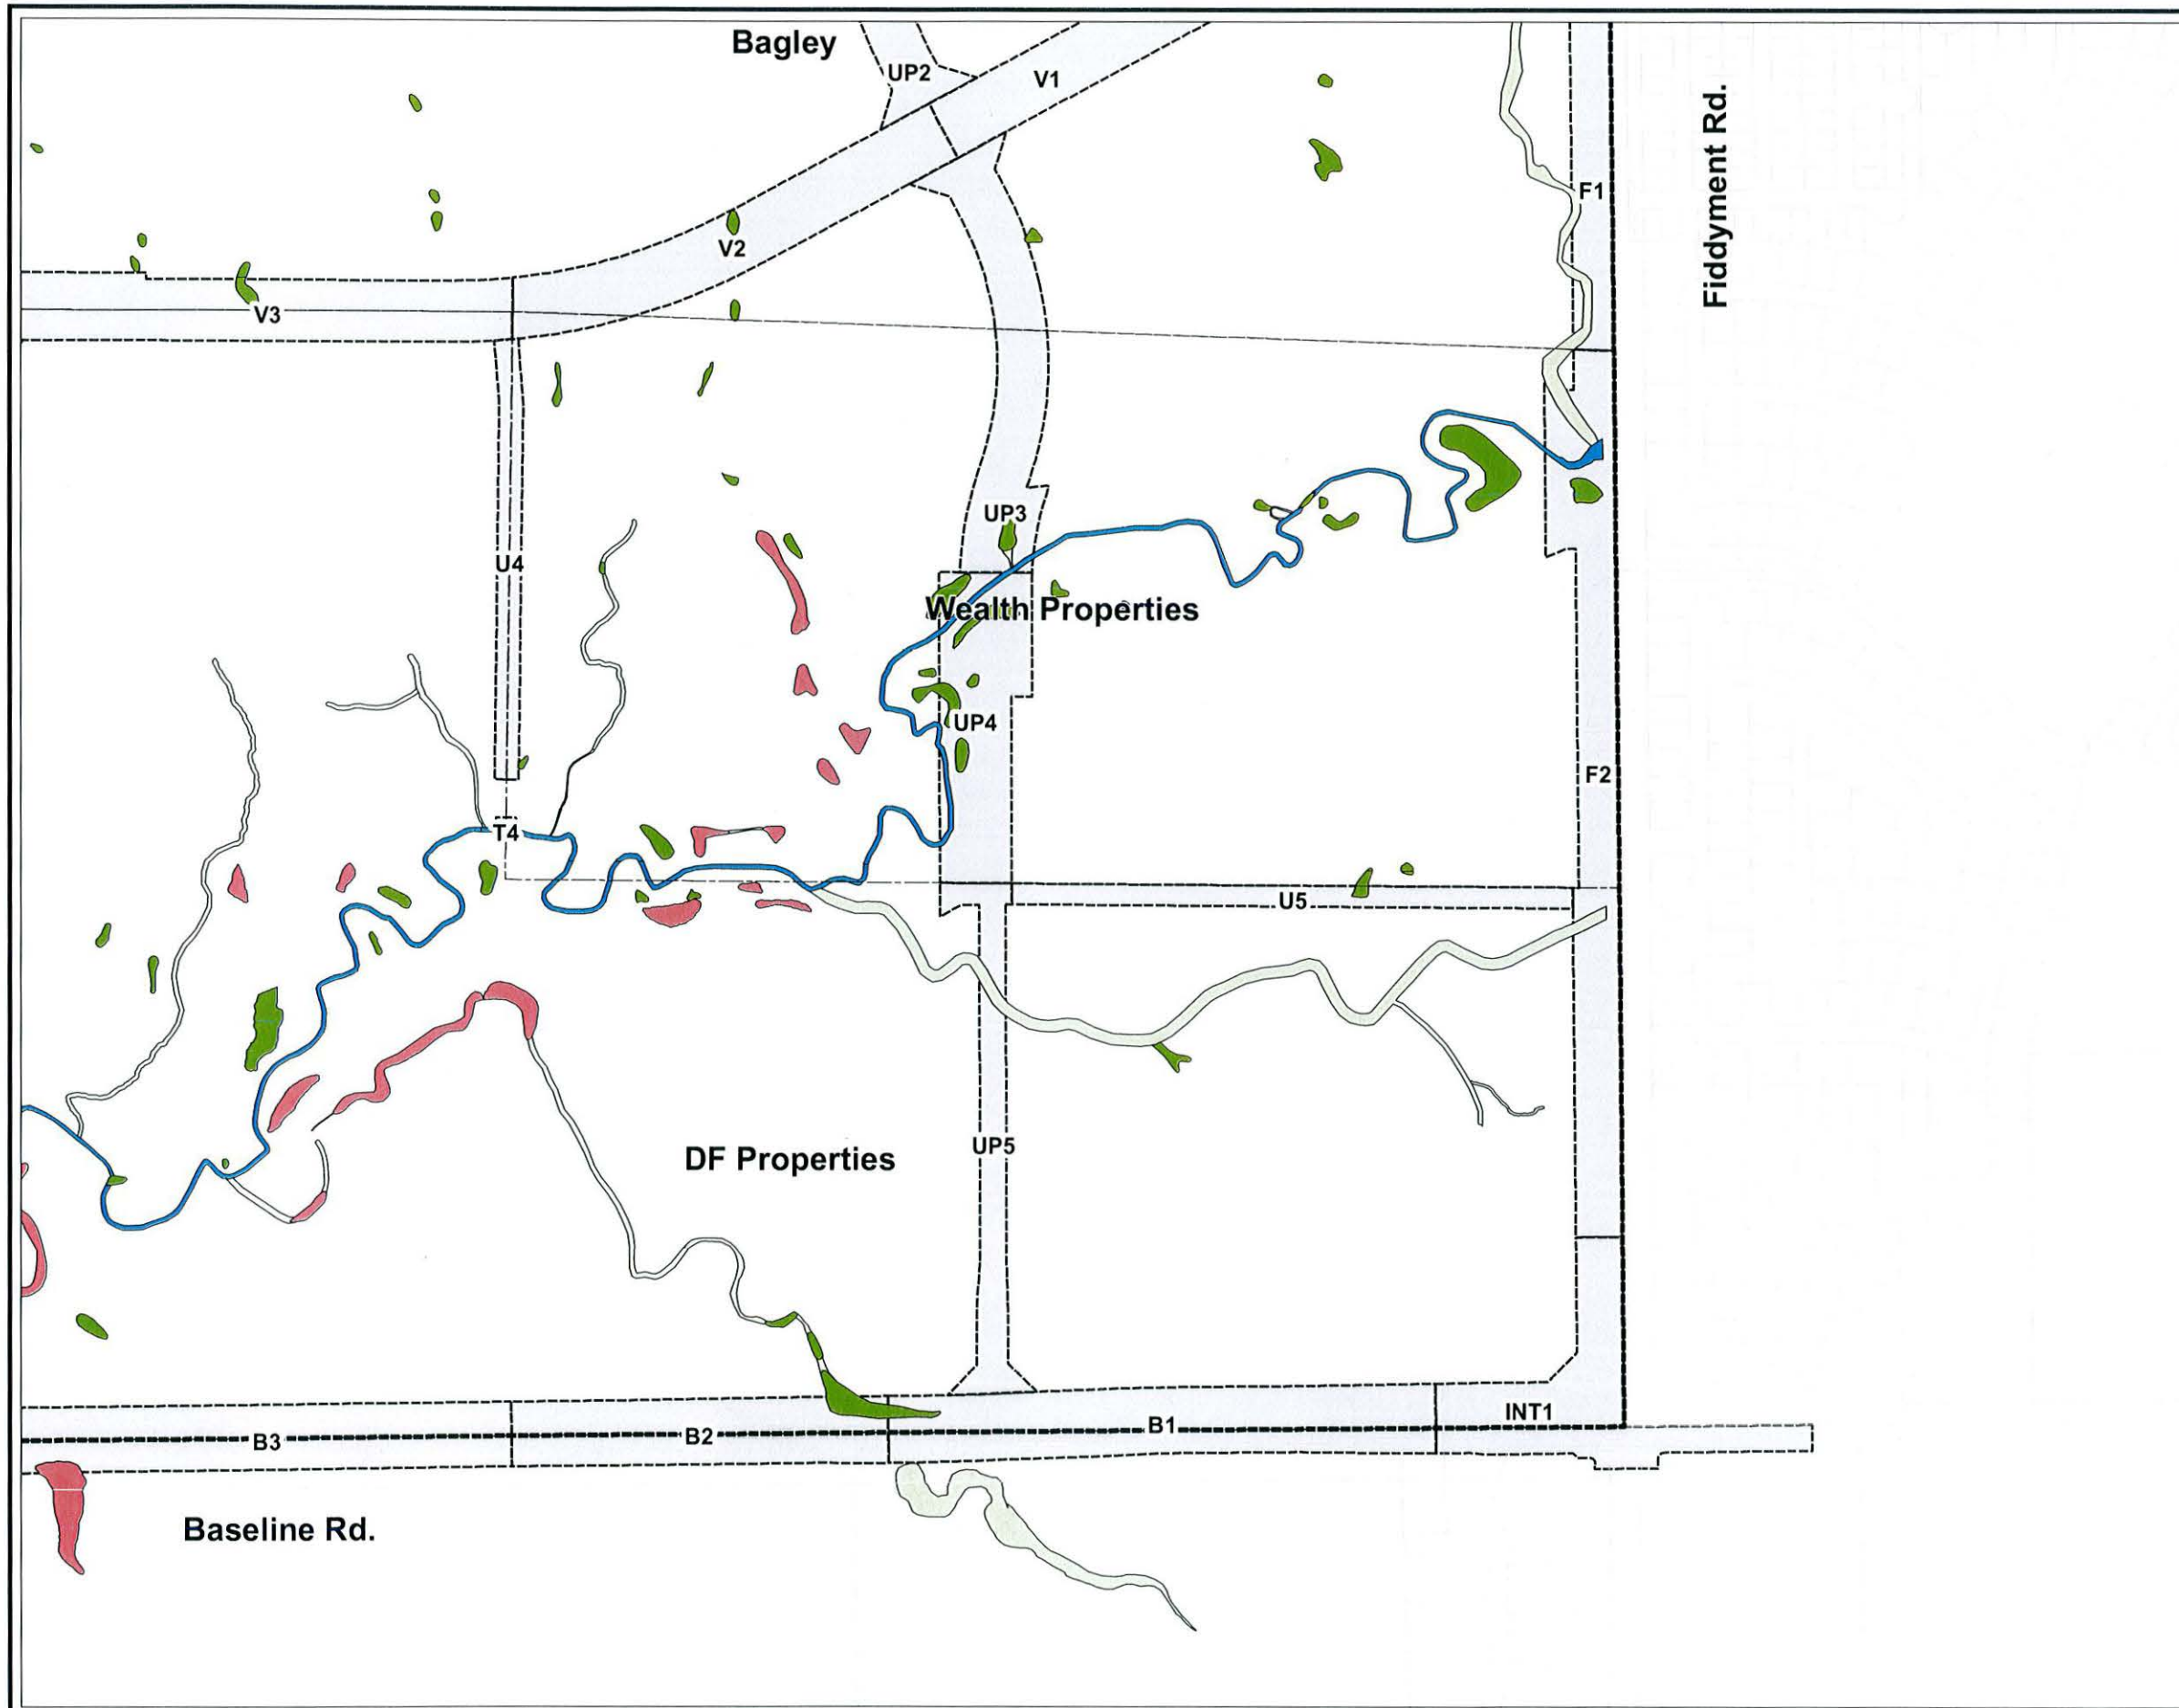 Bagley
UP2
V1
Fiddyment Rd.
F1
V2
V3
UP3
U4
Wealth Properties
UP4
F2
T4
U5
UP5
DF Properties
INT1
B1
B2
B3
Baseline Rd.